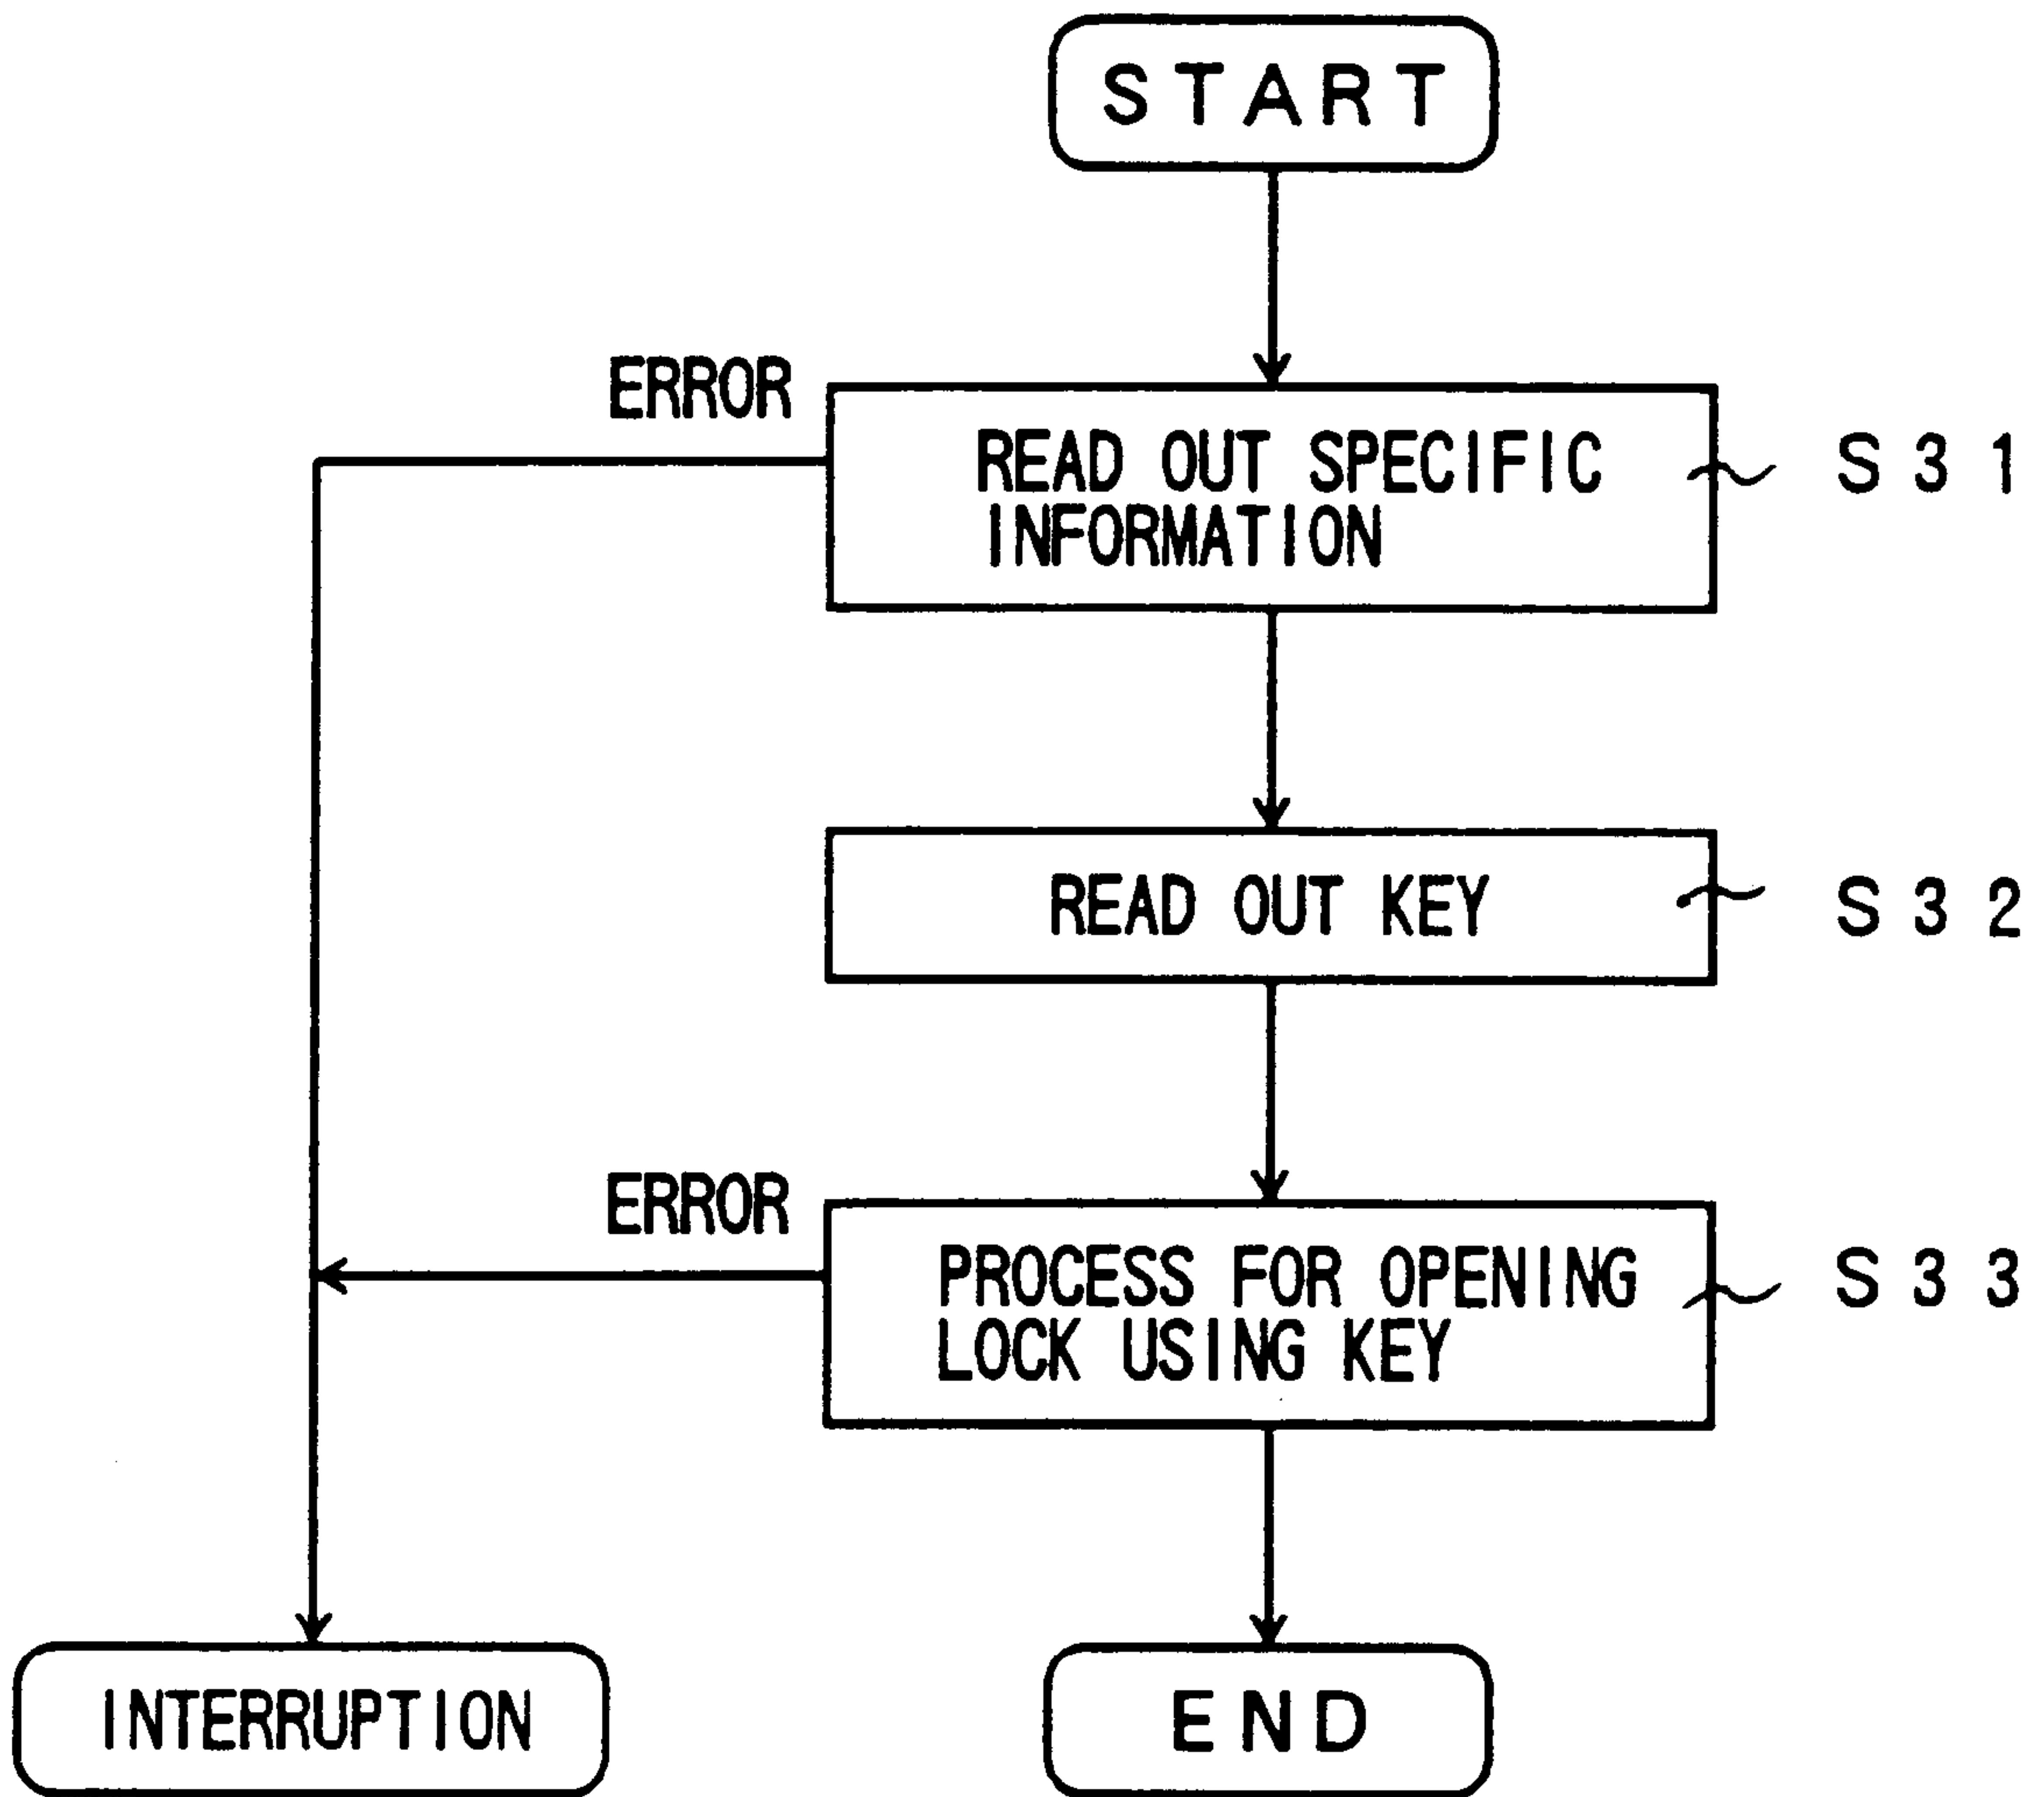 START
ERROR
READ OUT SPECIFIC
INFORMATION
S31
READ OUT KEY
S32
ERROR
PROCESS FOR OPENING
LOCK USING KEY
S33
INTERRUPTION
END